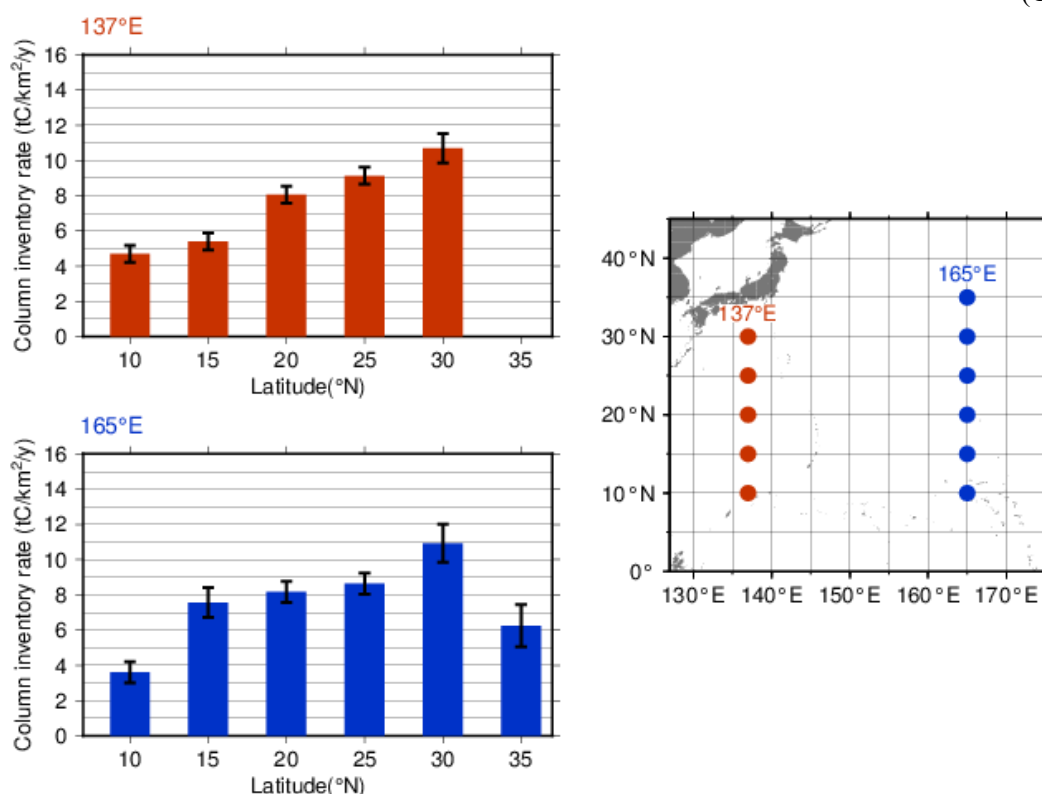 137°E
Column inventory rate (tC/km²/y)
16
14
12
10
8
6
4
2
0
10 15 20 25 30 35
Latitude(°N)
165°E
Column inventory rate (tC/km²/y)
16
14
12
10
8
6
4
2
0
10 15 20 25 30 35
Latitude(°N)
40°N
30°N
20°N
10°N
0°
165°E
137°E
130°E 140°E 150°E 160°E 170°E